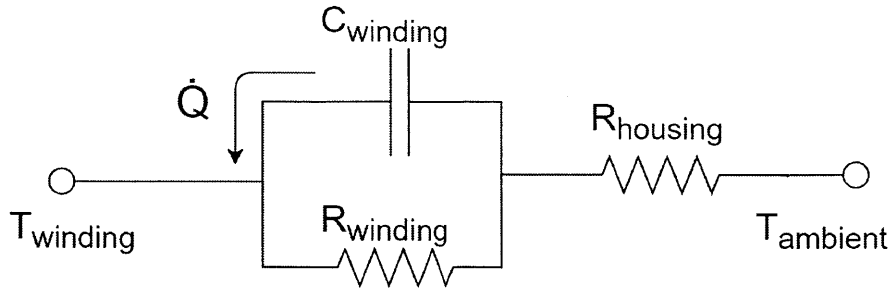 C_winding
Q̇
R_housing
T_winding
R_winding
T_ambient